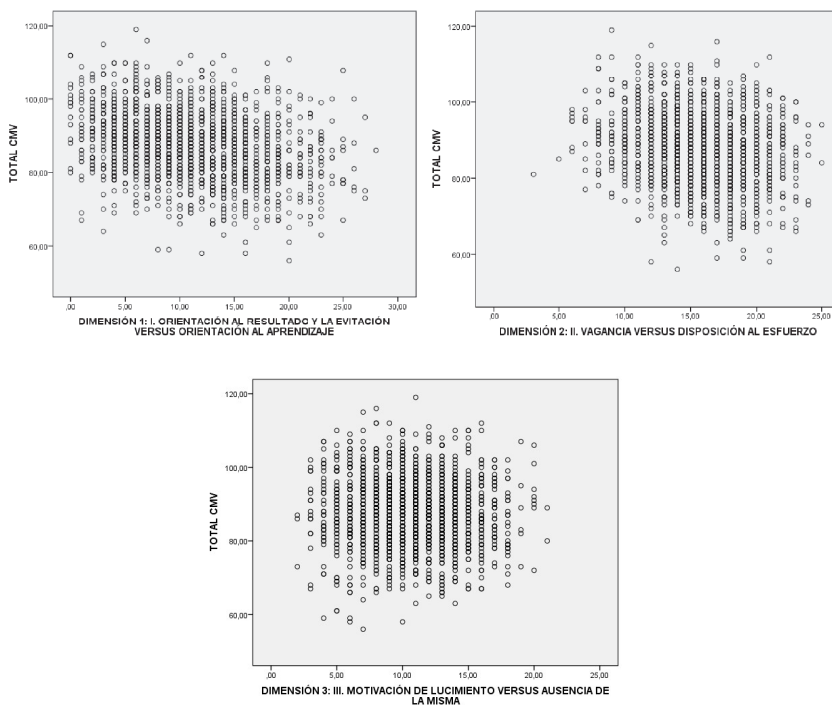 120,00
100,00
80,00
60,00
TOTAL CMV
,00 5,00 10,00 15,00 20,00 25,00 30,00
DIMENSIÓN 1: I. ORIENTACIÓN AL RESULTADO Y LA EVITACIÓN
VERSUS ORIENTACIÓN AL APRENDIZAJE
120,00
100,00
80,00
60,00
TOTAL CMV
,00 5,00 10,00 15,00 20,00 25,00
DIMENSIÓN 2: II. VAGANCIA VERSUS DISPOSICIÓN AL ESFUERZO
120,00
100,00
80,00
60,00
TOTAL CMV
,00 5,00 10,00 15,00 20,00 25,00
DIMENSIÓN 3: III. MOTIVACIÓN DE LUCIMIENTO VERSUS AUSENCIA DE
LA MISMA